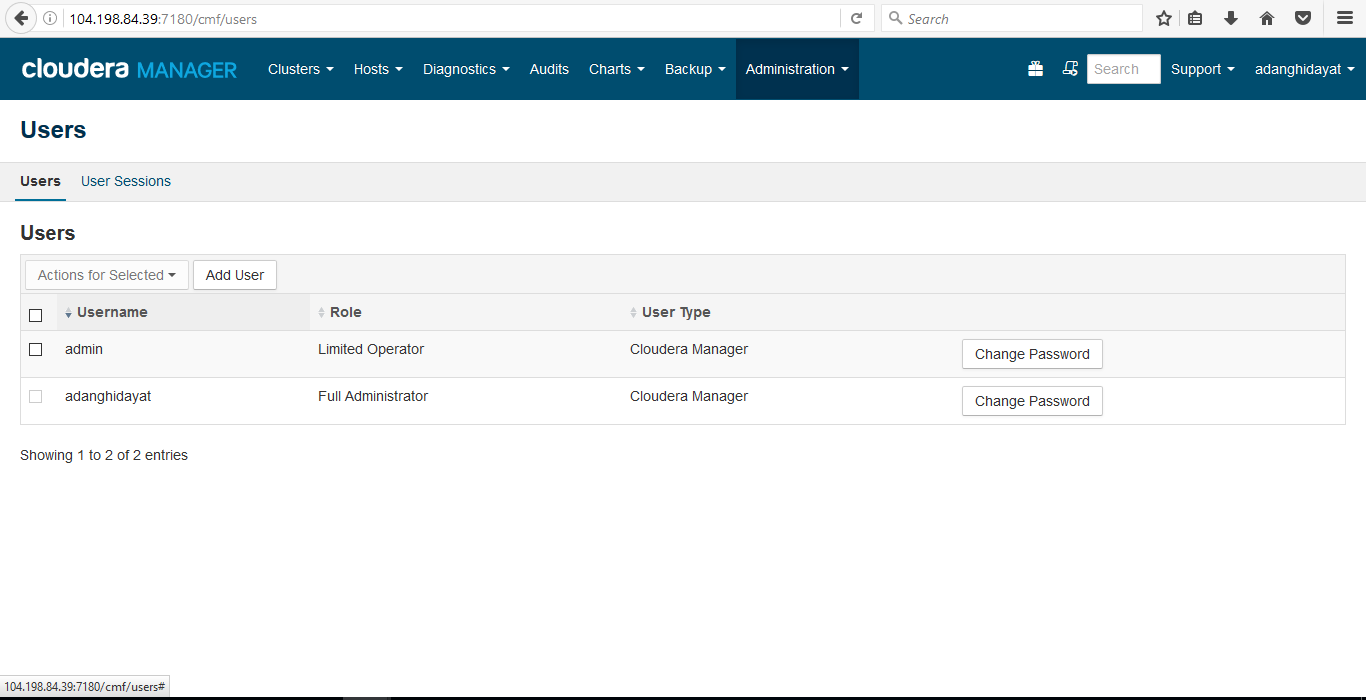 104.198.84.39:7180/cmf/users
Search
cloudera MANAGER Clusters Hosts Diagnostics Audits Charts Backup Administration Search Support adanghidayat
Users
Users User Sessions
Users
Actions for Selected Add User
Username Role User Type
admin Limited Operator Cloudera Manager Change Password
adanghidayat Full Administrator Cloudera Manager Change Password
Showing 1 to 2 of 2 entries
104.198.84.39:7180/cmf/users#